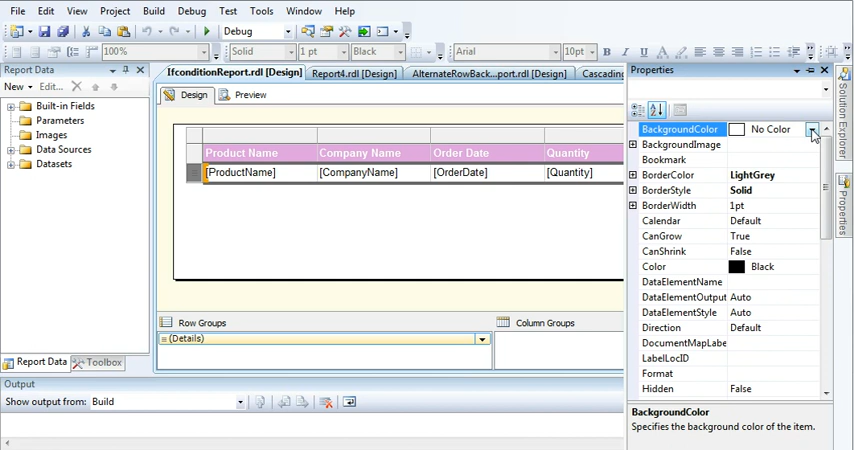 File Edit View Project Build Debug Test Tools Window Help
Debug
100% Solid 1 pt Black Arial 10pt B I U
Report Data
New Edit...
Built-in Fields
Parameters
Images
Data Sources
Datasets
Report Data Toolbox
IfconditionReport.rdl [Design] Report4.rdl [Design] AlternateRowBack...port.rdl [Design] Cascading
Design Preview
Product Name Company Name Order Date Quantity
[ProductName] [CompanyName] [OrderDate] [Quantity]
Row Groups Column Groups
(Details)
Properties
BackgroundColor No Color
BackgroundImage
Bookmark
BorderColor LightGrey
BorderStyle Solid
BorderWidth 1pt
Calendar Default
CanGrow True
CanShrink False
Color Black
DataElementName
DataElementOutput Auto
DataElementStyle Auto
Direction Default
DocumentMapLabe
LabelLocID
Format
Hidden False
BackgroundColor
Specifies the background color of the item.
Solution Explorer
Properties
Output
Show output from: Build